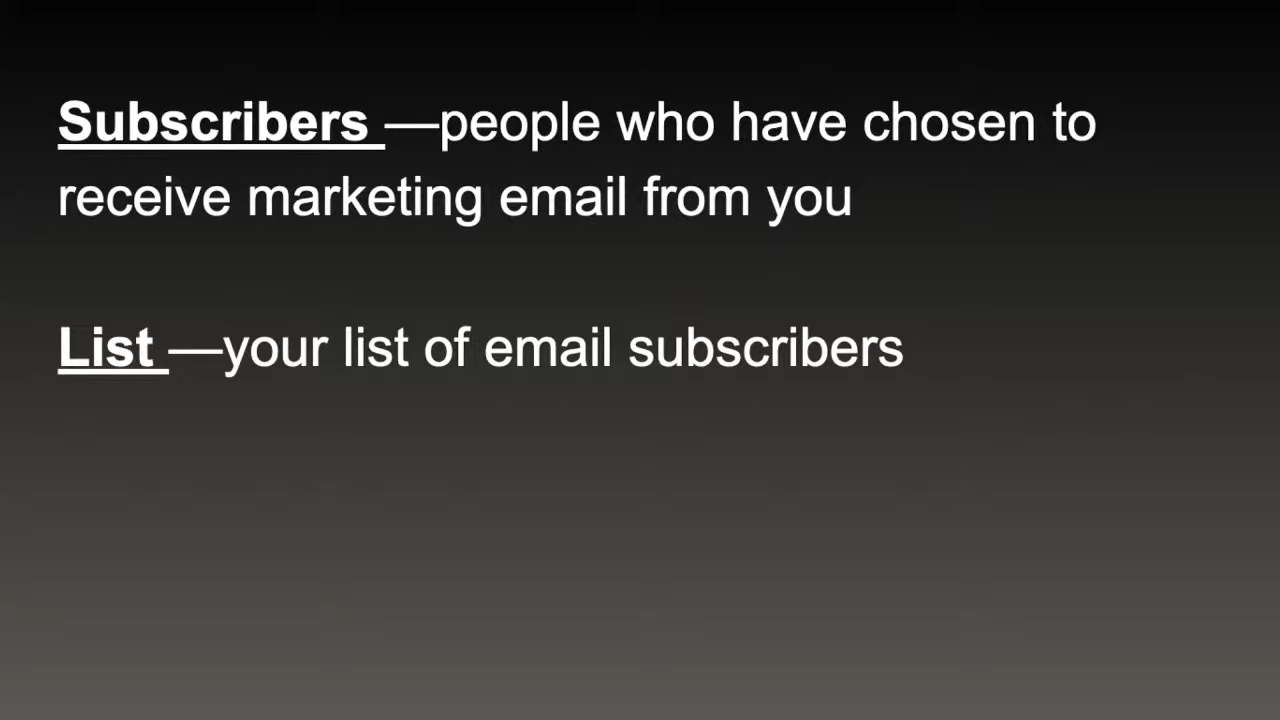 Subscribers —people who have chosen to
receive marketing email from you
List —your list of email subscribers